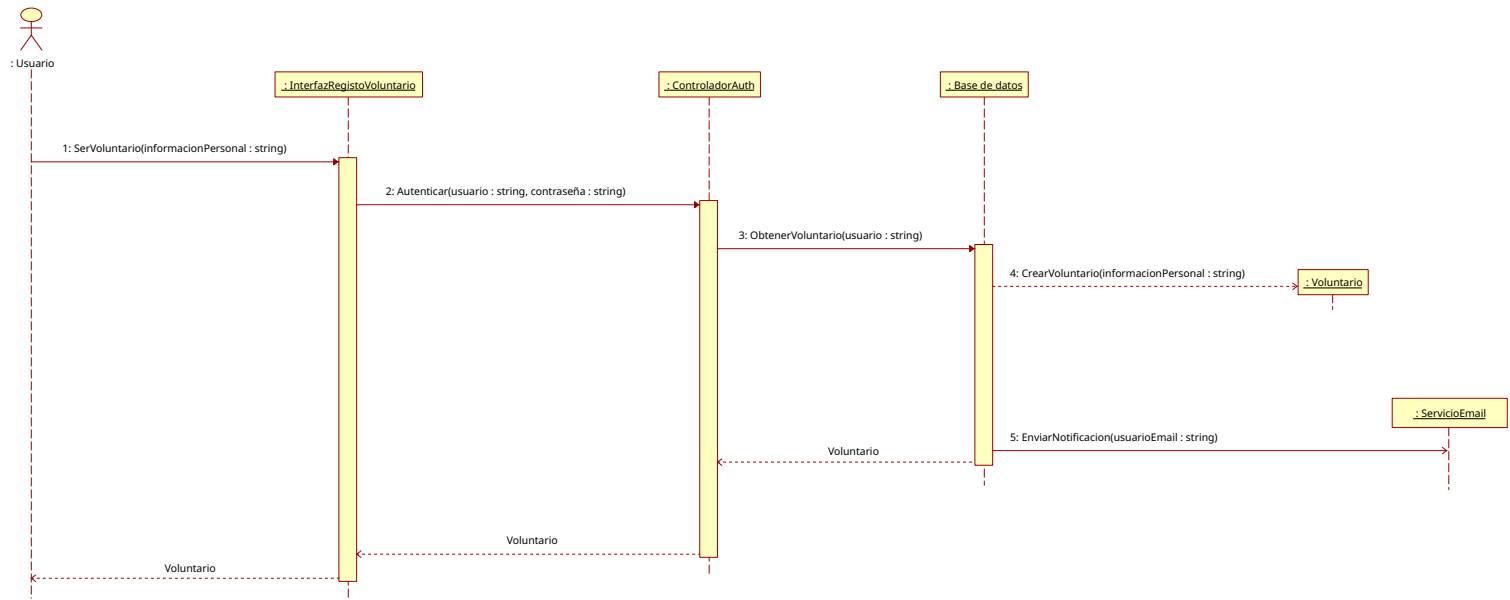 : Usuario
: InterfazRegistoVoluntario
: ControladorAuth
: Base de datos
1: SerVoluntario(informacionPersonal : string)
2: Autenticar(usuario : string, contraseña : string)
3: ObtenerVoluntario(usuario : string)
4: CrearVoluntario(informacionPersonal : string)
: Voluntario
: ServicioEmail
5: EnviarNotificacion(usuarioEmail : string)
Voluntario
Voluntario
Voluntario